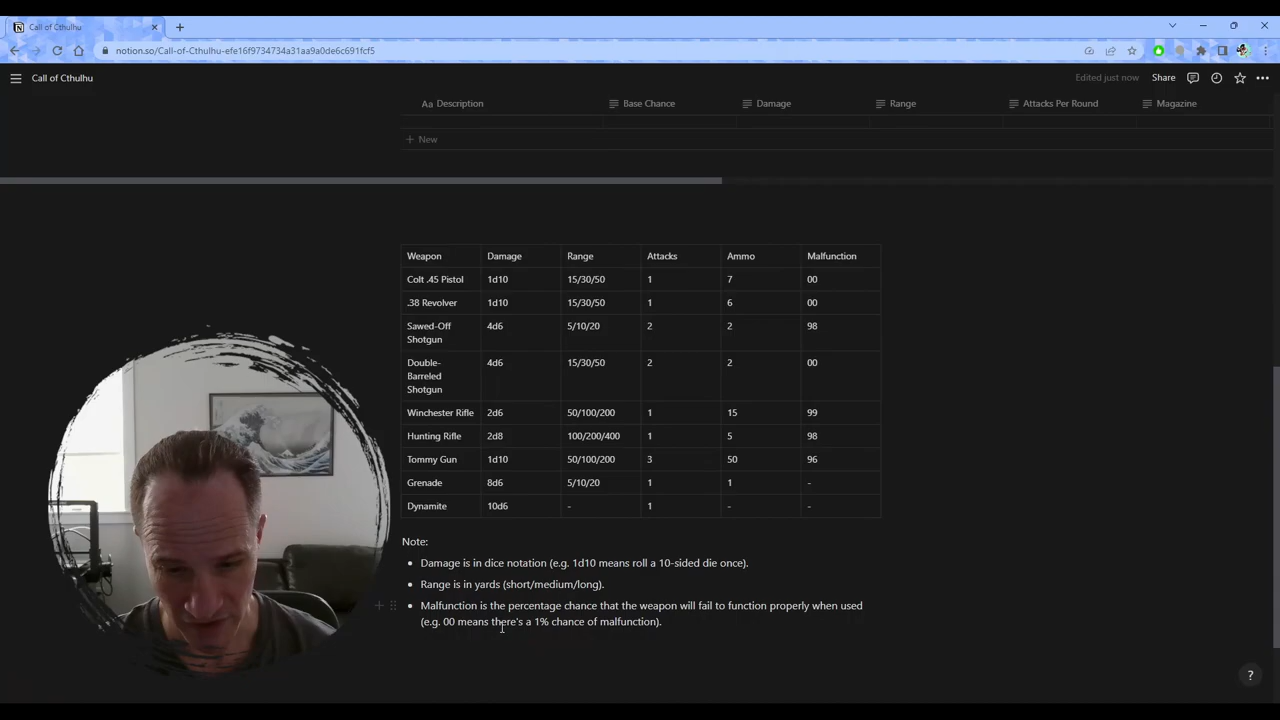 Call of Cthulhu
notion.so/Call-of-Cthulhu-efe16f9734734a31aa9a0de6c691fcf5
Call of Cthulhu
Edited just now
Share
Aa Description Base Chance Damage Range Attacks Per Round Magazine
+ New
Weapon Damage Range Attacks Ammo Malfunction
Colt .45 Pistol 1d10 15/30/50 1 7 00
.38 Revolver 1d10 15/30/50 1 6 00
Sawed-Off 4d6 5/10/20 2 2 98
Shotgun
Double- 4d6 15/30/50 2 2 00
Barreled
Shotgun
Winchester Rifle 2d6 50/100/200 1 15 99
Hunting Rifle 2d8 100/200/400 1 5 98
Tommy Gun 1d10 50/100/200 3 50 96
Grenade 8d6 5/10/20 1 1 -
Dynamite 10d6 - 1 - -
Note:
• Damage is in dice notation (e.g. 1d10 means roll a 10-sided die once).
• Range is in yards (short/medium/long).
• Malfunction is the percentage chance that the weapon will fail to function properly when used
(e.g. 00 means there's a 1% chance of malfunction).
?